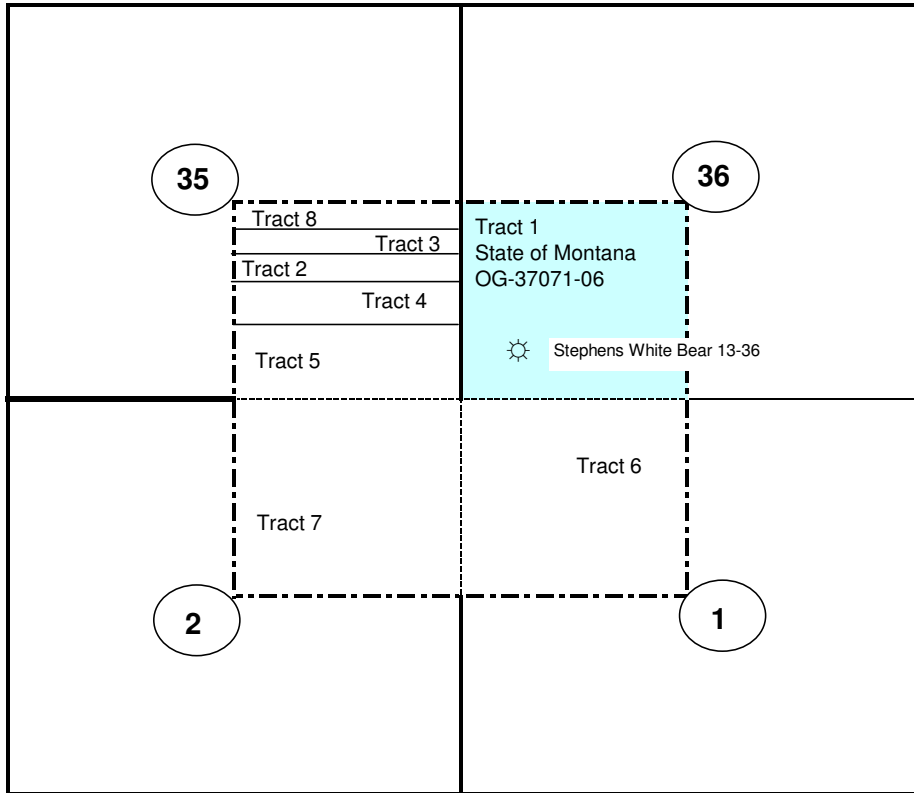 35
36
Tract 8
Tract 3
Tract 2
Tract 4
Tract 5
Tract 1
State of Montana
OG-37071-06
Stephens White Bear 13-36
Tract 6
Tract 7
2
1